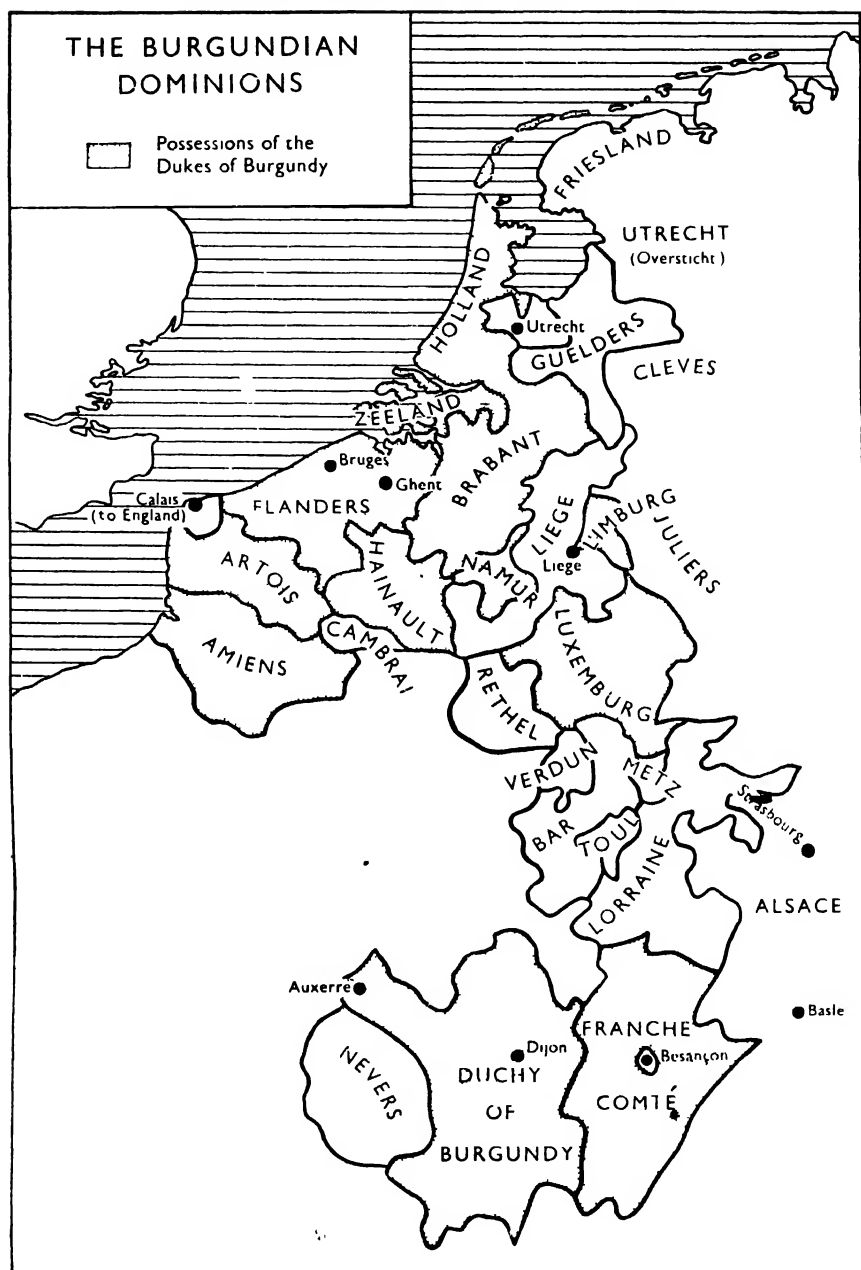 THE BURGUNDIAN
DOMINIONS
Possessions of the
Dukes of Burgundy
FRIESLAND
UTRECHT
(Oversticht)
HOLLAND
Utrecht
GUELDERS
CLEVES
ZEELAND
Bruges
Ghent
BRABANT
Calais
(to England)
FLANDERS
LIEGE
Liege
LIMBURG
JULIERS
ARTOIS
HAINAULT
NAMUR
CAMBRAI
AMIENS
LUXEMBURG
RETHEL
VERDUN
METZ
Strasbourg
BAR
TOUL
LORRAINE
ALSACE
Auxerre
Basle
FRANCHE
Besançon
COMTÉ
NEVERS
Dijon
DUCHY
OF
BURGUNDY